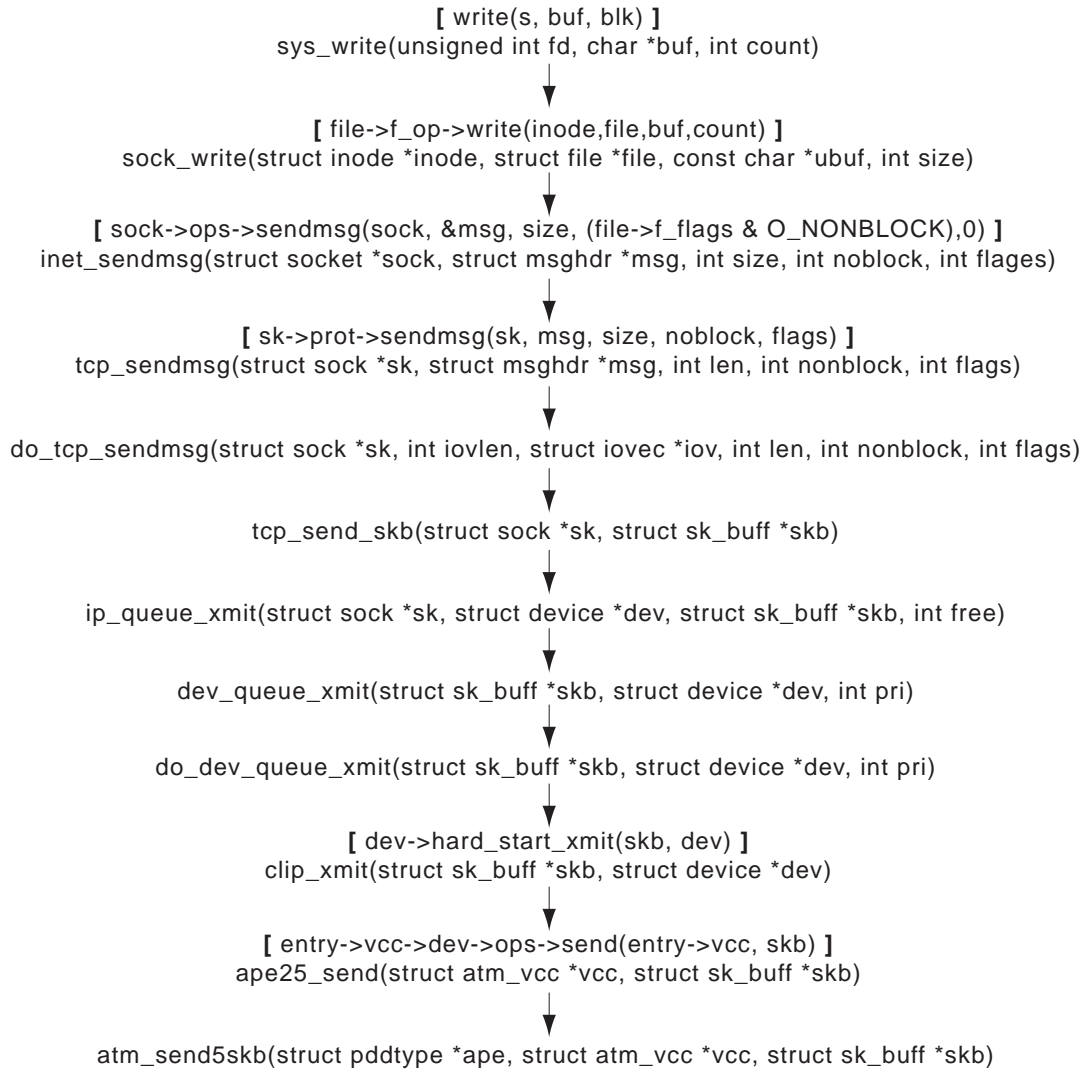 [ write(s, buf, blk) ]
sys_write(unsigned int fd, char *buf, int count)
[ file->f_op->write(inode,file,buf,count) ]
sock_write(struct inode *inode, struct file *file, const char *ubuf, int size)
[ sock->ops->sendmsg(sock, &msg, size, (file->f_flags & O_NONBLOCK),0) ]
inet_sendmsg(struct socket *sock, struct msghdr *msg, int size, int noblock, int flages)
[ sk->prot->sendmsg(sk, msg, size, noblock, flags) ]
tcp_sendmsg(struct sock *sk, struct msghdr *msg, int len, int nonblock, int flags)
do_tcp_sendmsg(struct sock *sk, int iovlen, struct iovec *iov, int len, int nonblock, int flags)
tcp_send_skb(struct sock *sk, struct sk_buff *skb)
ip_queue_xmit(struct sock *sk, struct device *dev, struct sk_buff *skb, int free)
dev_queue_xmit(struct sk_buff *skb, struct device *dev, int pri)
do_dev_queue_xmit(struct sk_buff *skb, struct device *dev, int pri)
[ dev->hard_start_xmit(skb, dev) ]
clip_xmit(struct sk_buff *skb, struct device *dev)
[ entry->vcc->dev->ops->send(entry->vcc, skb) ]
ape25_send(struct atm_vcc *vcc, struct sk_buff *skb)
atm_send5skb(struct pddtype *ape, struct atm_vcc *vcc, struct sk_buff *skb)